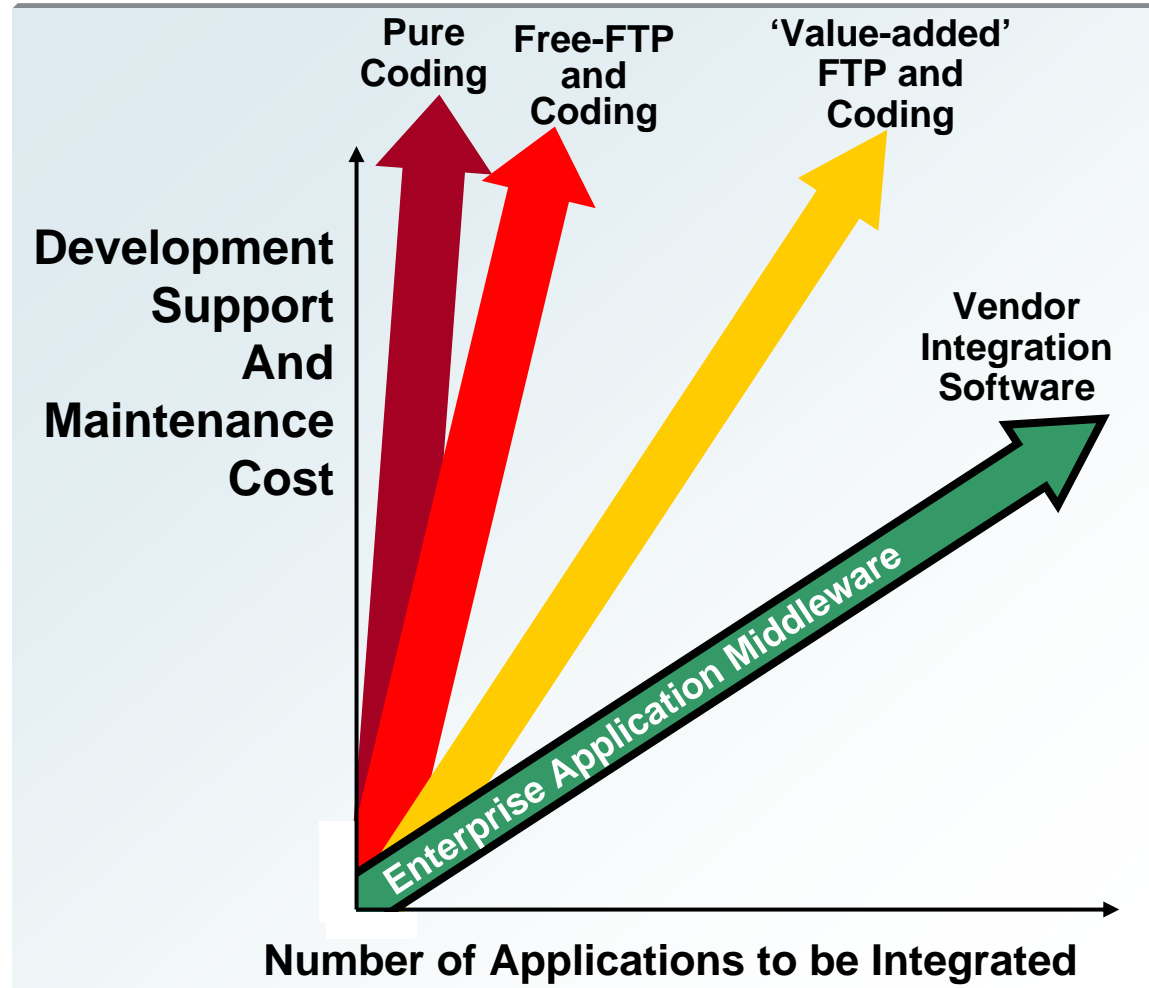 Pure
Coding
Free-FTP
and
Coding
‘Value-added’
FTP and
Coding
Development
Support
And
Maintenance
Cost
Vendor
Integration
Software
Enterprise Application Middleware
Number of Applications to be Integrated